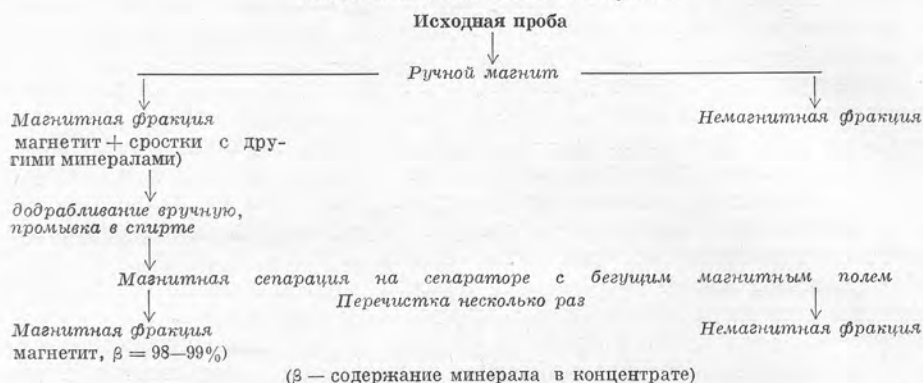 Исходная проба
Ручной магнит
Магнитная фракция
магнетит + сростки с дру-
гими минералами)
Немагнитная фракция
додрабливание вручную,
промывка в спирте
Магнитная сепарация на сепараторе с бегущим магнитным полем
Перечистка несколько раз
Магнитная фракция
магнетит, β = 98—99%)
Немагнитная фракция
(β — содержание минерала в концентрате)